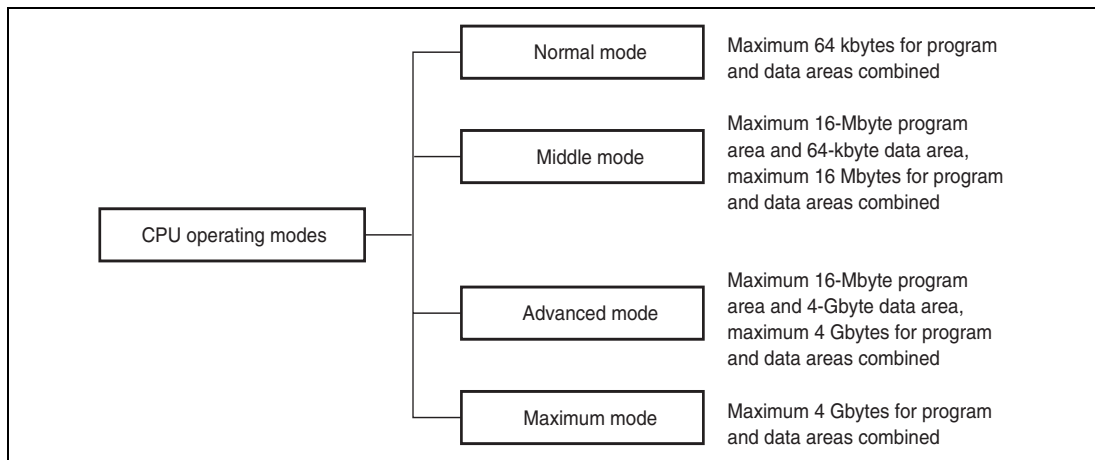 Normal mode
Maximum 64 kbytes for program
and data areas combined
Middle mode
Maximum 16-Mbyte program
area and 64-kbyte data area,
maximum 16 Mbytes for program
and data areas combined
CPU operating modes
Advanced mode
Maximum 16-Mbyte program
area and 4-Gbyte data area,
maximum 4 Gbytes for program
and data areas combined
Maximum mode
Maximum 4 Gbytes for program
and data areas combined